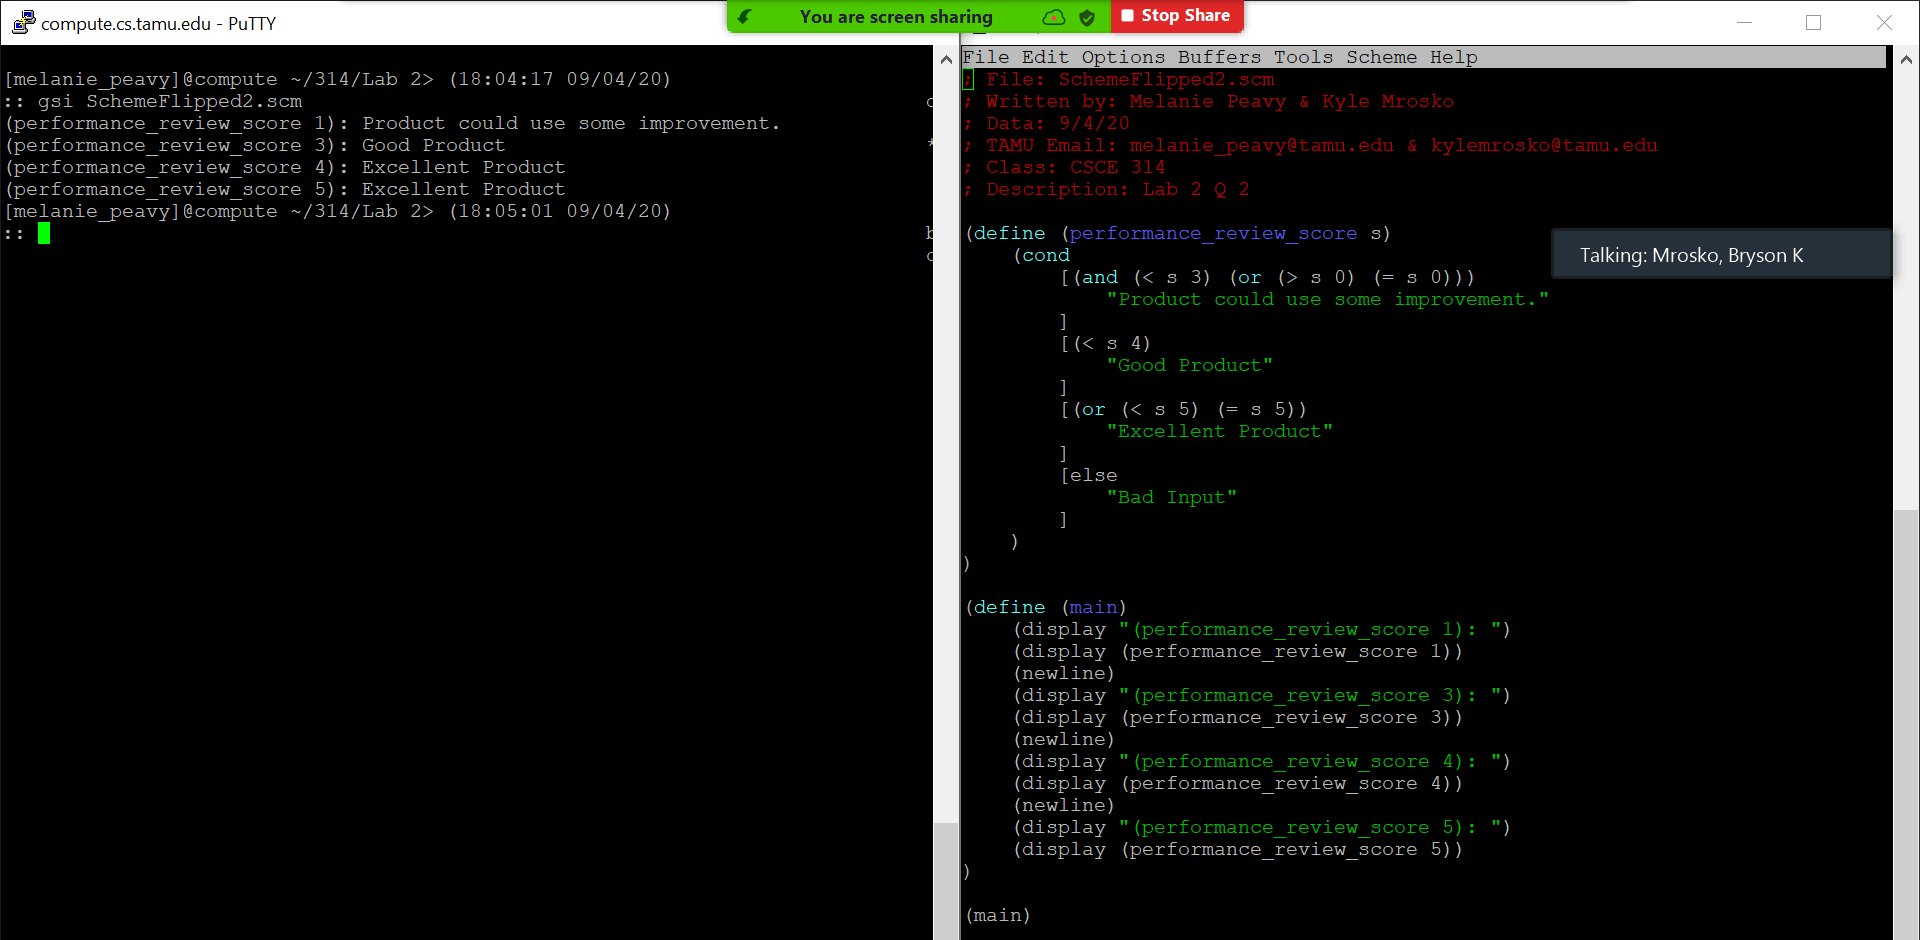 compute.cs.tamu.edu - PuTTY
You are screen sharing
Stop Share
[melanie_peavy]@compute ~/314/Lab 2> (18:04:17 09/04/20)
:: gsi SchemeFlipped2.scm
(performance_review_score 1): Product could use some improvement.
(performance_review_score 3): Good Product
(performance_review_score 4): Excellent Product
(performance_review_score 5): Excellent Product
[melanie_peavy]@compute ~/314/Lab 2> (18:05:01 09/04/20)
::
File Edit Options Buffers Tools Scheme Help
; File: SchemeFlipped2.scm
; Written by: Melanie Peavy & Kyle Mrosko
; Data: 9/4/20
; TAMU Email: melanie_peavy@tamu.edu & kylemrosko@tamu.edu
; Class: CSCE 314
; Description: Lab 2 Q 2
(define (performance_review_score s)
    (cond
        [(and (< s 3) (or (> s 0) (= s 0)))
            "Product could use some improvement."
        ]
        [(< s 4)
            "Good Product"
        ]
        [(or (< s 5) (= s 5))
            "Excellent Product"
        ]
        [else
            "Bad Input"
        ]
    )
)
Talking: Mrosko, Bryson K
(define (main)
    (display "(performance_review_score 1): ")
    (display (performance_review_score 1))
    (newline)
    (display "(performance_review_score 3): ")
    (display (performance_review_score 3))
    (newline)
    (display "(performance_review_score 4): ")
    (display (performance_review_score 4))
    (newline)
    (display "(performance_review_score 5): ")
    (display (performance_review_score 5))
)
(main)